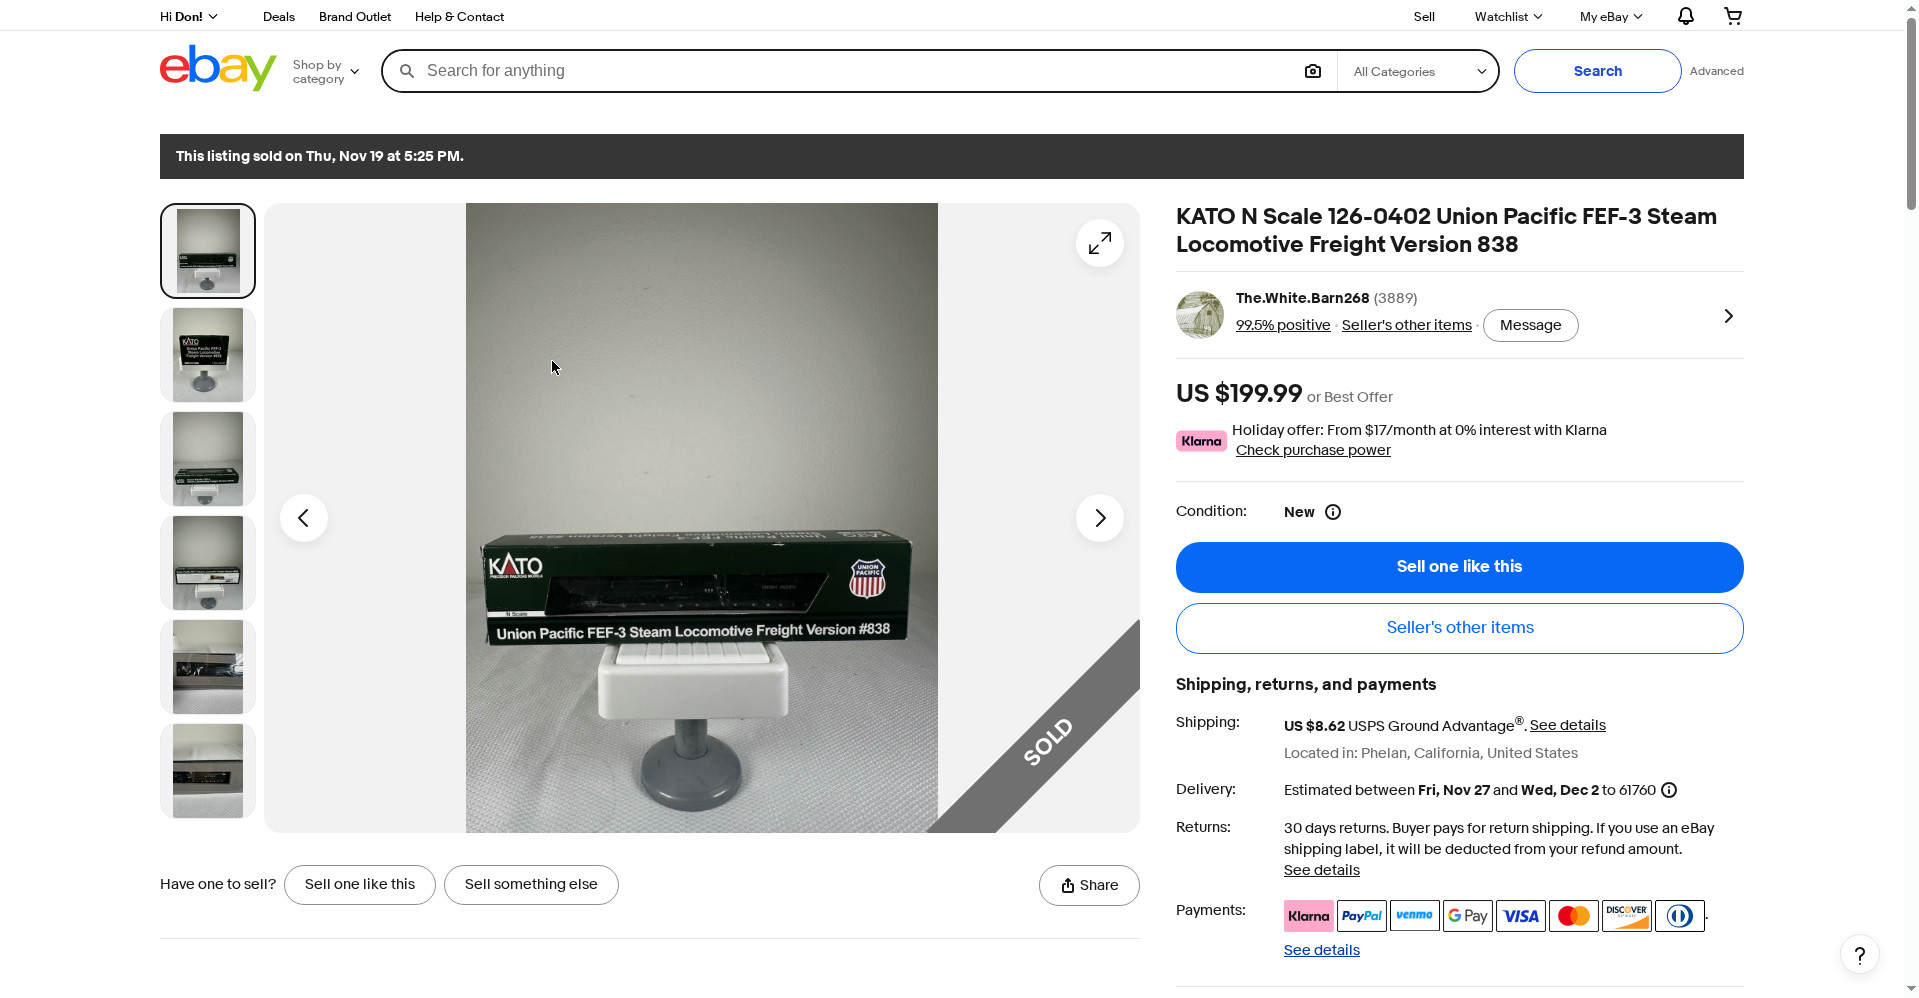 Hi Don!
Deals
Brand Outlet
Help & Contact
Sell
Watchlist
My eBay
ebay
Shop by
category
Search for anything
All Categories
Search
Advanced
This listing sold on Thu, Nov 19 at 5:25 PM.
KATO
PRECISION RAILROAD MODELS
UNION
PACIFIC
N Scale
Union Pacific FEF-3 Steam Locomotive Freight Version #838
SOLD
Have one to sell?
Sell one like this
Sell something else
Share
KATO N Scale 126-0402 Union Pacific FEF-3 Steam
Locomotive Freight Version 838
The.White.Barn268 (3889)
99.5% positive · Seller's other items · Message
US $199.99 or Best Offer
Klarna
Holiday offer: From $17/month at 0% interest with Klarna
Check purchase power
Condition: New
Sell one like this
Seller's other items
Shipping, returns, and payments
Shipping: US $8.62 USPS Ground Advantage®. See details
Located in: Phelan, California, United States
Delivery: Estimated between Fri, Nov 27 and Wed, Dec 2 to 61760
Returns: 30 days returns. Buyer pays for return shipping. If you use an eBay
shipping label, it will be deducted from your refund amount.
See details
Payments: Klarna PayPal venmo G Pay VISA DISCOVER
See details
?